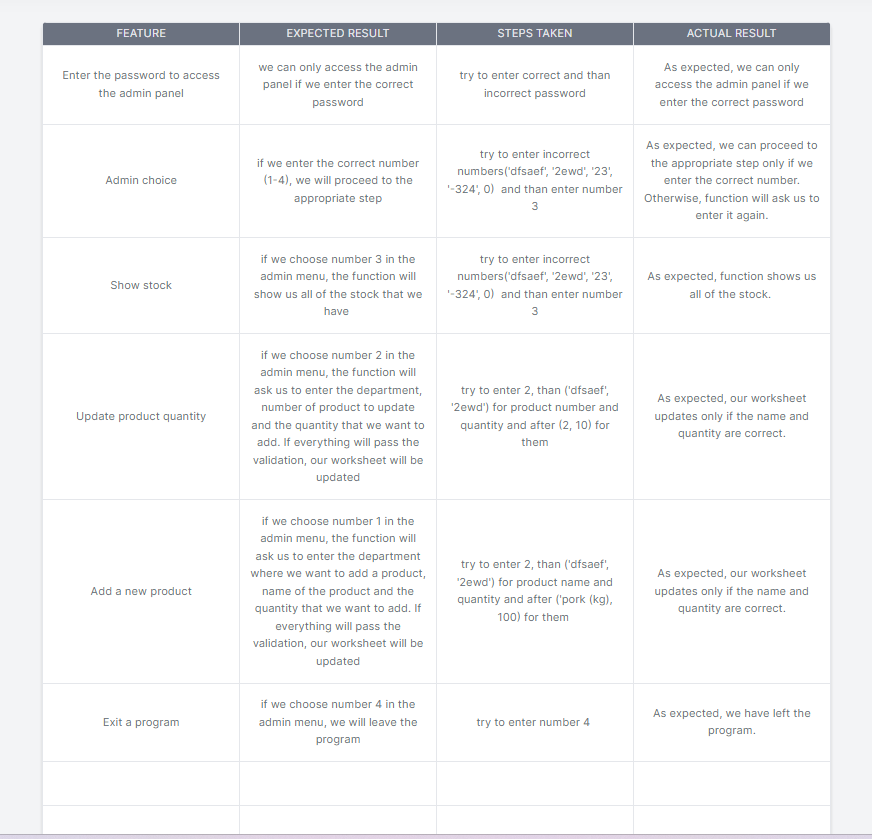 FEATURE
EXPECTED RESULT
STEPS TAKEN
ACTUAL RESULT
Enter the password to access
the admin panel
we can only access the admin
panel if we enter the correct
password
try to enter correct and than
incorrect password
As expected, we can only
access the admin panel if we
enter the correct password
Admin choice
if we enter the correct number
(1-4), we will proceed to the
appropriate step
try to enter incorrect
numbers('dfsaef', '2ewd', '23',
'-324', 0)  and than enter number
3
As expected, we can proceed to
the appropriate step only if we
enter the correct number.
Otherwise, function will ask us to
enter it again.
Show stock
if we choose number 3 in the
admin menu, the function will
show us all of the stock that we
have
try to enter incorrect
numbers('dfsaef', '2ewd', '23',
'-324', 0)  and than enter number
3
As expected, function shows us
all of the stock.
Update product quantity
if we choose number 2 in the
admin menu, the function will
ask us to enter the department,
number of product to update
and the quantity that we want to
add. If everything will pass the
validation, our worksheet will be
updated
try to enter 2, than ('dfsaef',
'2ewd') for product number and
quantity and after (2, 10) for
them
As expected, our worksheet
updates only if the name and
quantity are correct.
Add a new product
if we choose number 1 in the
admin menu, the function will
ask us to enter the department
where we want to add a product,
name of the product and the
quantity that we want to add. If
everything will pass the
validation, our worksheet will be
updated
try to enter 2, than ('dfsaef',
'2ewd') for product name and
quantity and after ('pork (kg),
100) for them
As expected, our worksheet
updates only if the name and
quantity are correct.
Exit a program
if we choose number 4 in the
admin menu, we will leave the
program
try to enter number 4
As expected, we have left the
program.